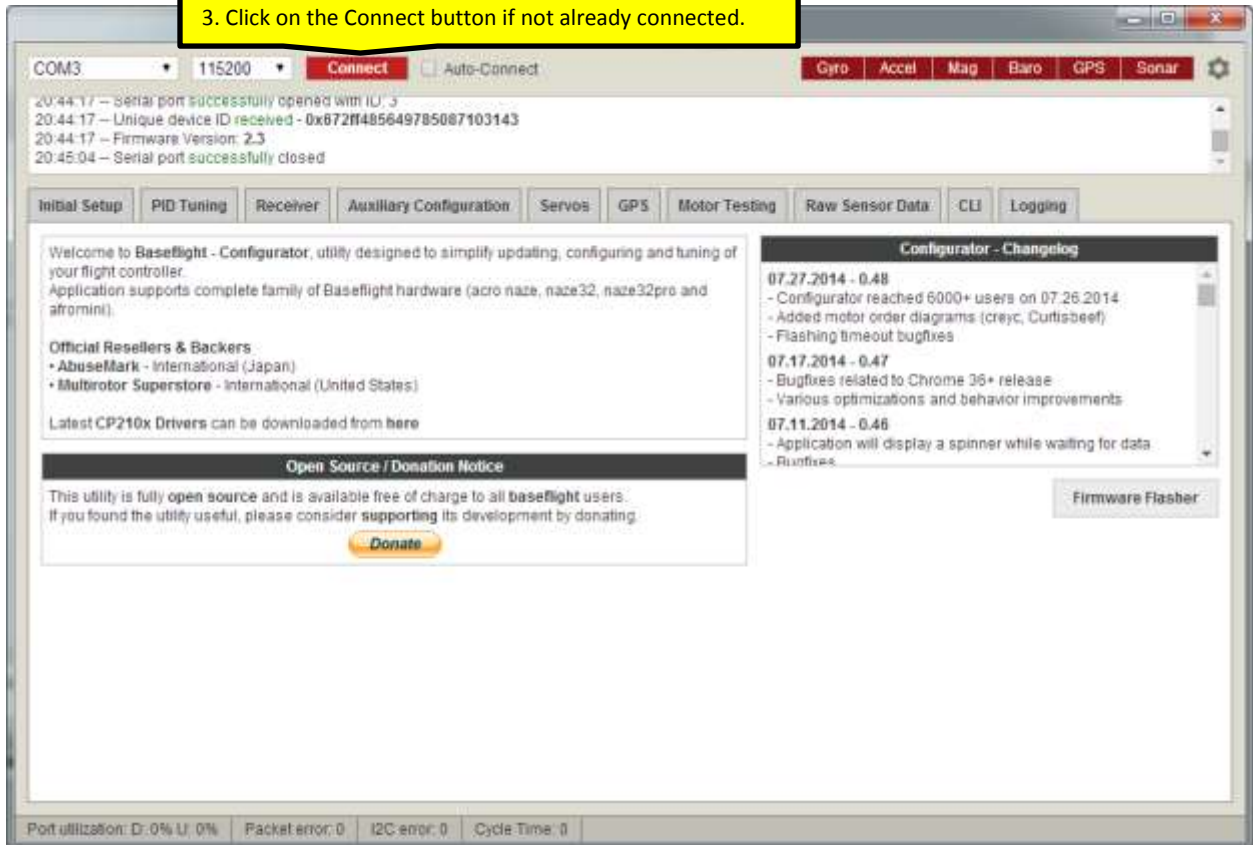 3. Click on the Connect button if not already connected.
COM3 115200 Connect Auto-Connect Gyro Accel Mag Baro GPS Sonar
20:44:17 -- Serial port successfully opened with ID: 3
20:44:17 -- Unique device ID received - 0x672ff485649785087103143
20:44:17 -- Firmware Version: 2.3
20:45:04 -- Serial port successfully closed
Initial Setup PID Tuning Receiver Auxiliary Configuration Servos GPS Motor Testing Raw Sensor Data CLI Logging
Welcome to Baseflight - Configurator, utility designed to simplify updating, configuring and tuning of
your flight controller.
Application supports complete family of Baseflight hardware (acro naze, naze32, naze32pro and
afromini).
Official Resellers & Backers
• AbuseMark - International (Japan)
• Multirotor Superstore - International (United States)
Latest CP210x Drivers can be downloaded from here
Open Source / Donation Notice
This utility is fully open source and is available free of charge to all baseflight users.
If you found the utility useful, please consider supporting its development by donating.
Donate
Configurator - Changelog
07.27.2014 - 0.48
- Configurator reached 6000+ users on 07.26.2014
- Added motor order diagrams (creyc, Curtisbeef)
- Flashing timeout bugfixes
07.17.2014 - 0.47
- Bugfixes related to Chrome 36+ release
- Various optimizations and behavior improvements
07.11.2014 - 0.46
- Application will display a spinner while waiting for data
- Bugfixes
Firmware Flasher
Port utilization: D: 0% U: 0% Packet error: 0 I2C error: 0 Cycle Time: 0